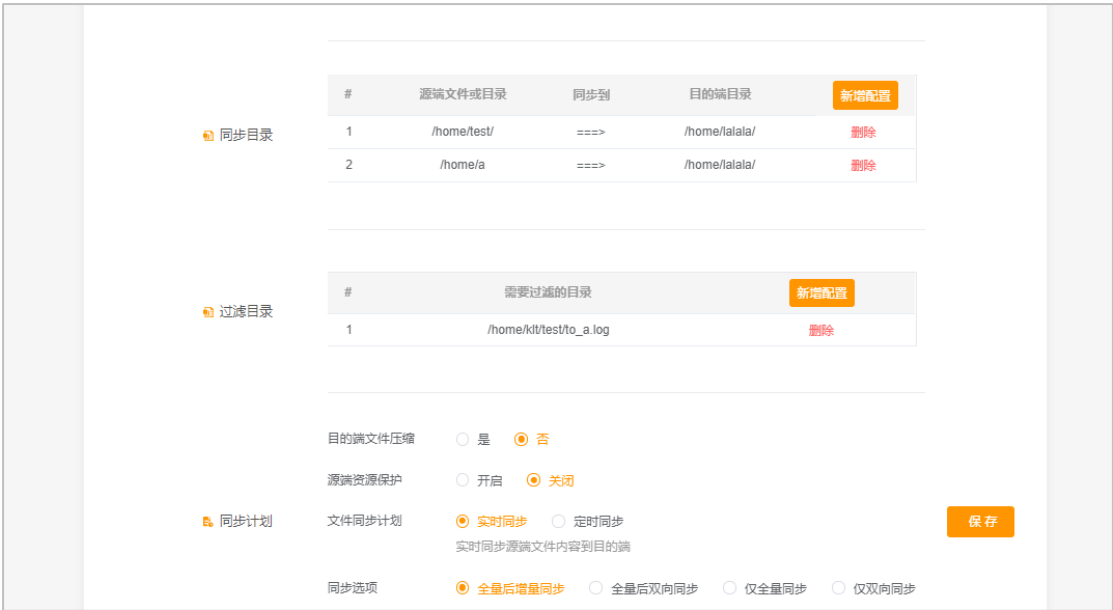 # 源端文件或目录 同步到 目的端目录 新增配置
同步目录
1 /home/test/ ===> /home/lalala/ 删除
2 /home/a ===> /home/lalala/ 删除
# 需要过滤的目录 新增配置
过滤目录
1 /home/klt/test/to_a.log 删除
目的端文件压缩 是 否
源端资源保护 开启 关闭
同步计划 文件同步计划 实时同步 定时同步 保存
实时同步源端文件内容到目的端
同步选项 全量后增量同步 全量后双向同步 仅全量同步 仅双向同步